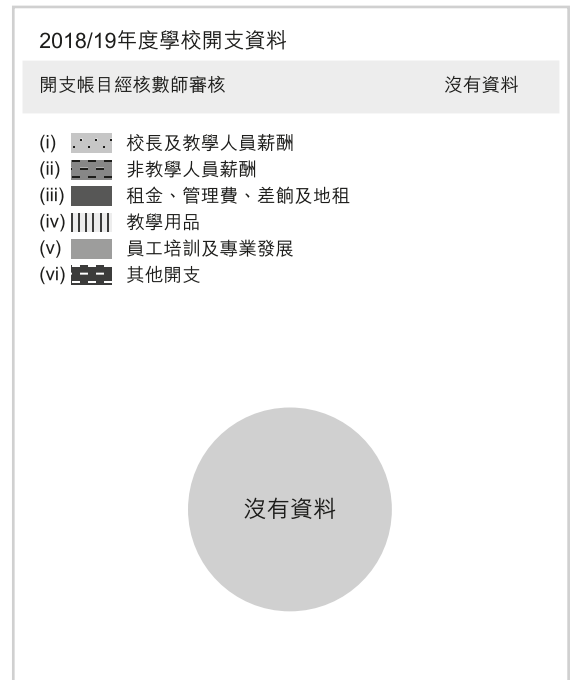 2018/19年度學校開支資料
開支帳目經核數師審核 沒有資料
(i) 校長及教學人員薪酬
(ii) 非教學人員薪酬
(iii) 租金、管理費、差餉及地租
(iv) 教學用品
(v) 員工培訓及專業發展
(vi) 其他開支
沒有資料